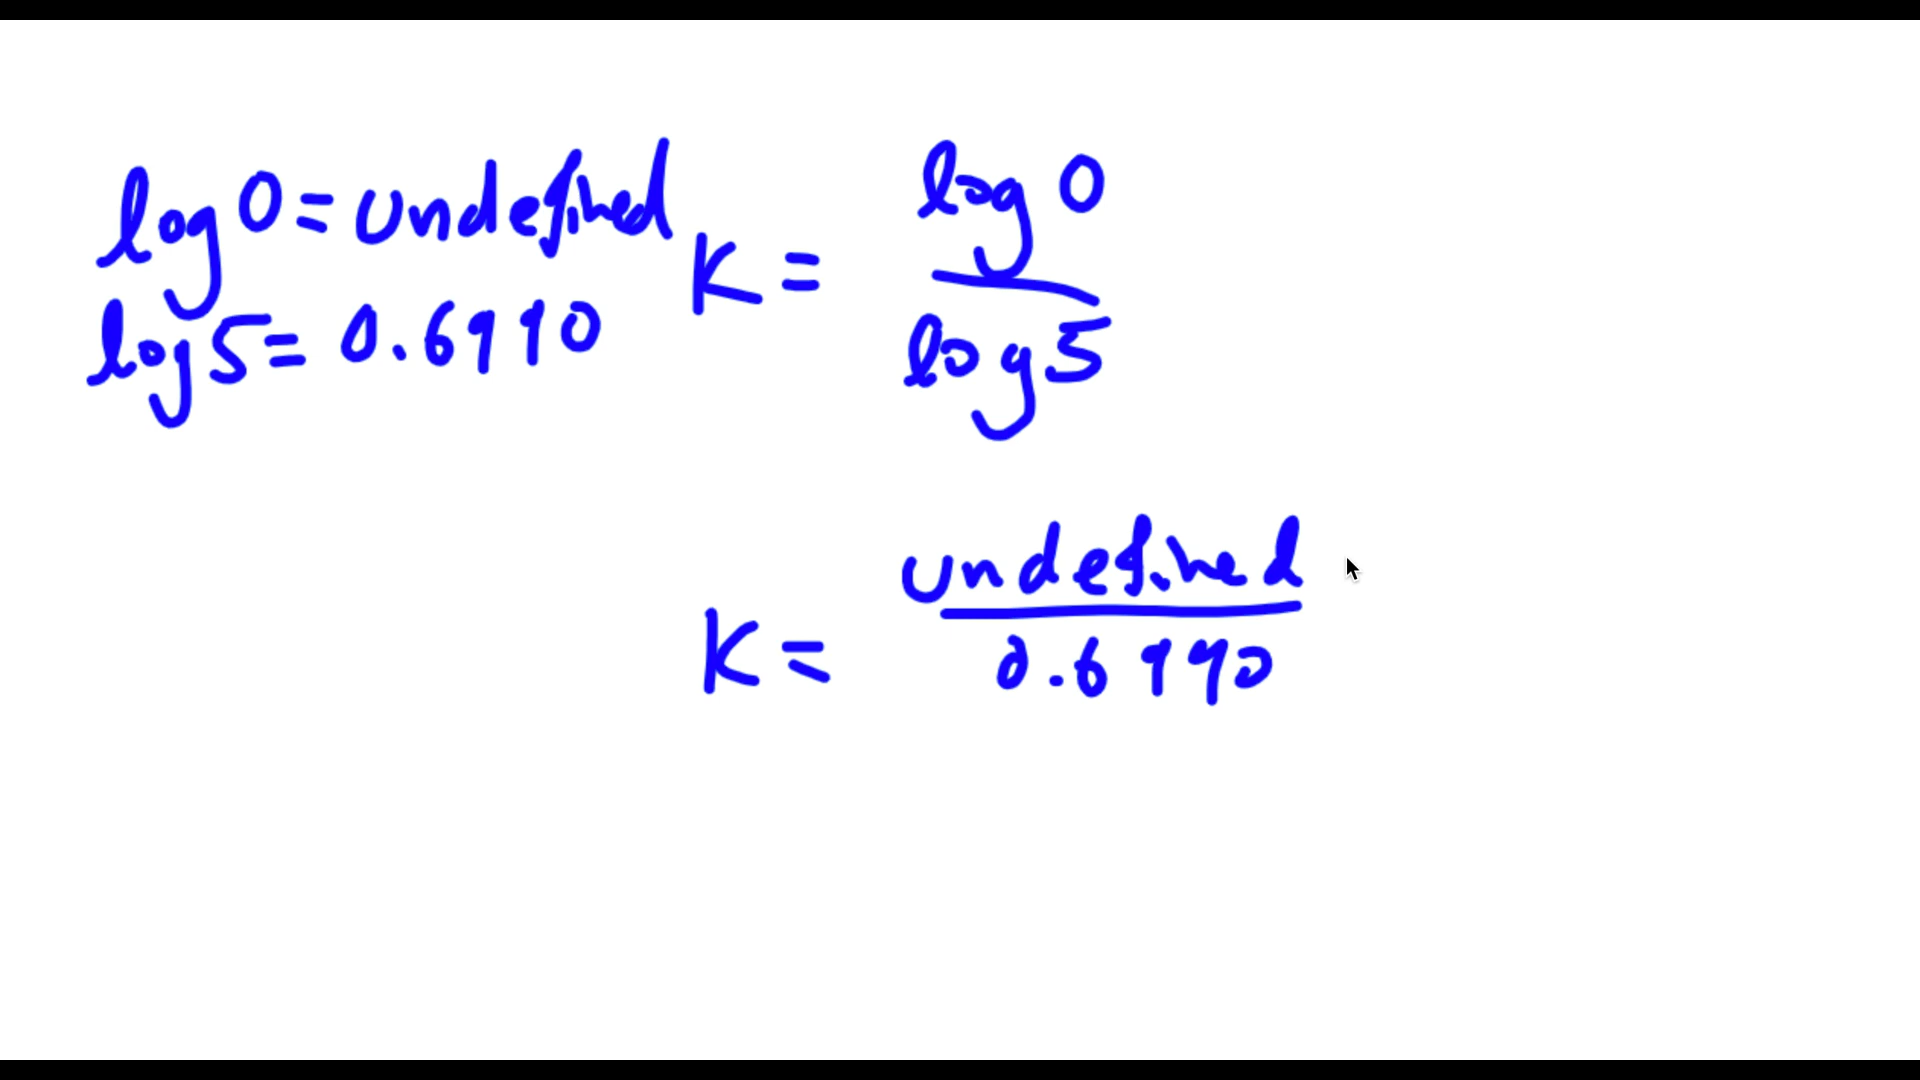 log 0 = undefined
log 5 = 0.6990
K = log 0 / log 5
K = undefined / 0.6990